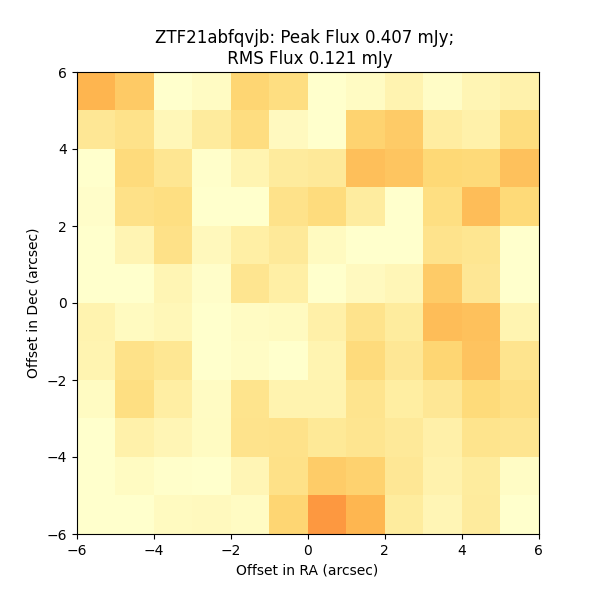 ZTF21abfqvjb: Peak Flux 0.407 mJy;
RMS Flux 0.121 mJy
6
4
2
0
−2
−4
−6
Offset in Dec (arcsec)
−6 −4 −2 0 2 4 6
Offset in RA (arcsec)